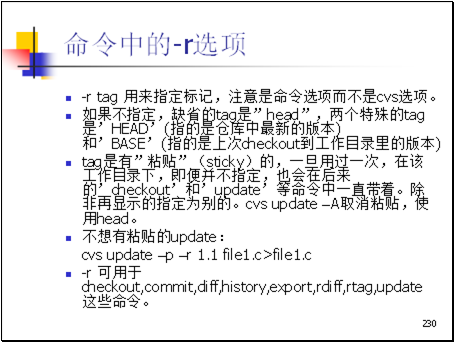 命令中的-r选项
-r tag 用来指定标记，注意是命令选项而不是cvs选项。
如果不指定，缺省的tag是”head”，两个特殊的tag
是’HEAD’(指的是仓库中最新的版本)
和’BASE’(指的是上次checkout到工作目录里的版本)
tag是有”粘贴”（sticky）的，一旦用过一次，在该
工作目录下，即便并不指定，也会在后来
的’checkout’和’update’等命令中一直带着。除
非再显示的指定为别的。cvs update –A取消粘贴，使
用head。
不想有粘贴的update：
cvs update –p –r 1.1 file1.c>file1.c
-r 可用于
checkout,commit,diff,history,export,rdiff,rtag,update
这些命令。
230